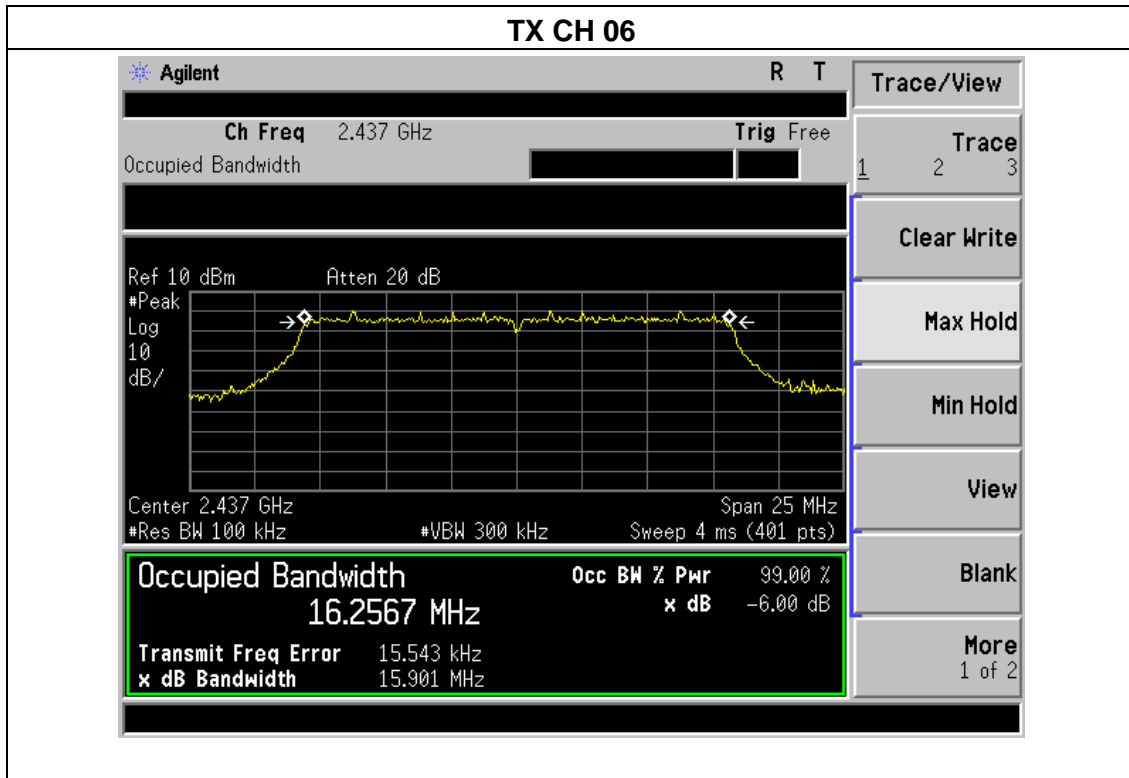 TX CH 06
Agilent R T
Ch Freq 2.437 GHz Trig Free
Occupied Bandwidth
Ref 10 dBm Atten 20 dB
#Peak
Log
10
dB/
Center 2.437 GHz Span 25 MHz
#Res BW 100 kHz #VBW 300 kHz Sweep 4 ms (401 pts)
Occupied Bandwidth Occ BW % Pwr 99.00 %
16.2567 MHz x dB -6.00 dB
Transmit Freq Error 15.543 kHz
x dB Bandwidth 15.901 MHz
Trace/View
Trace
1 2 3
Clear Write
Max Hold
Min Hold
View
Blank
More
1 of 2